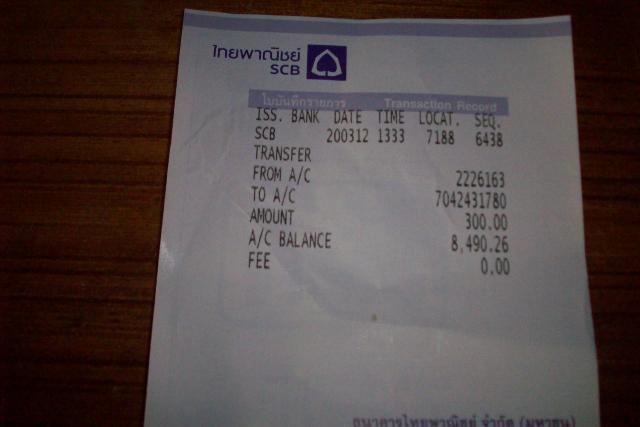 ไทยพาณิชย์
SCB
ใบบันทึกรายการ Transaction Record
ISS. BANK DATE TIME LOCAT. SEQ.
SCB 200312 1333 7188 6438
TRANSFER
FROM A/C 2226163
TO A/C 7042431780
AMOUNT 300.00
A/C BALANCE 8,490.26
FEE 0.00
ธนาคารไทยพาณิชย์ จำกัด (มหาชน)